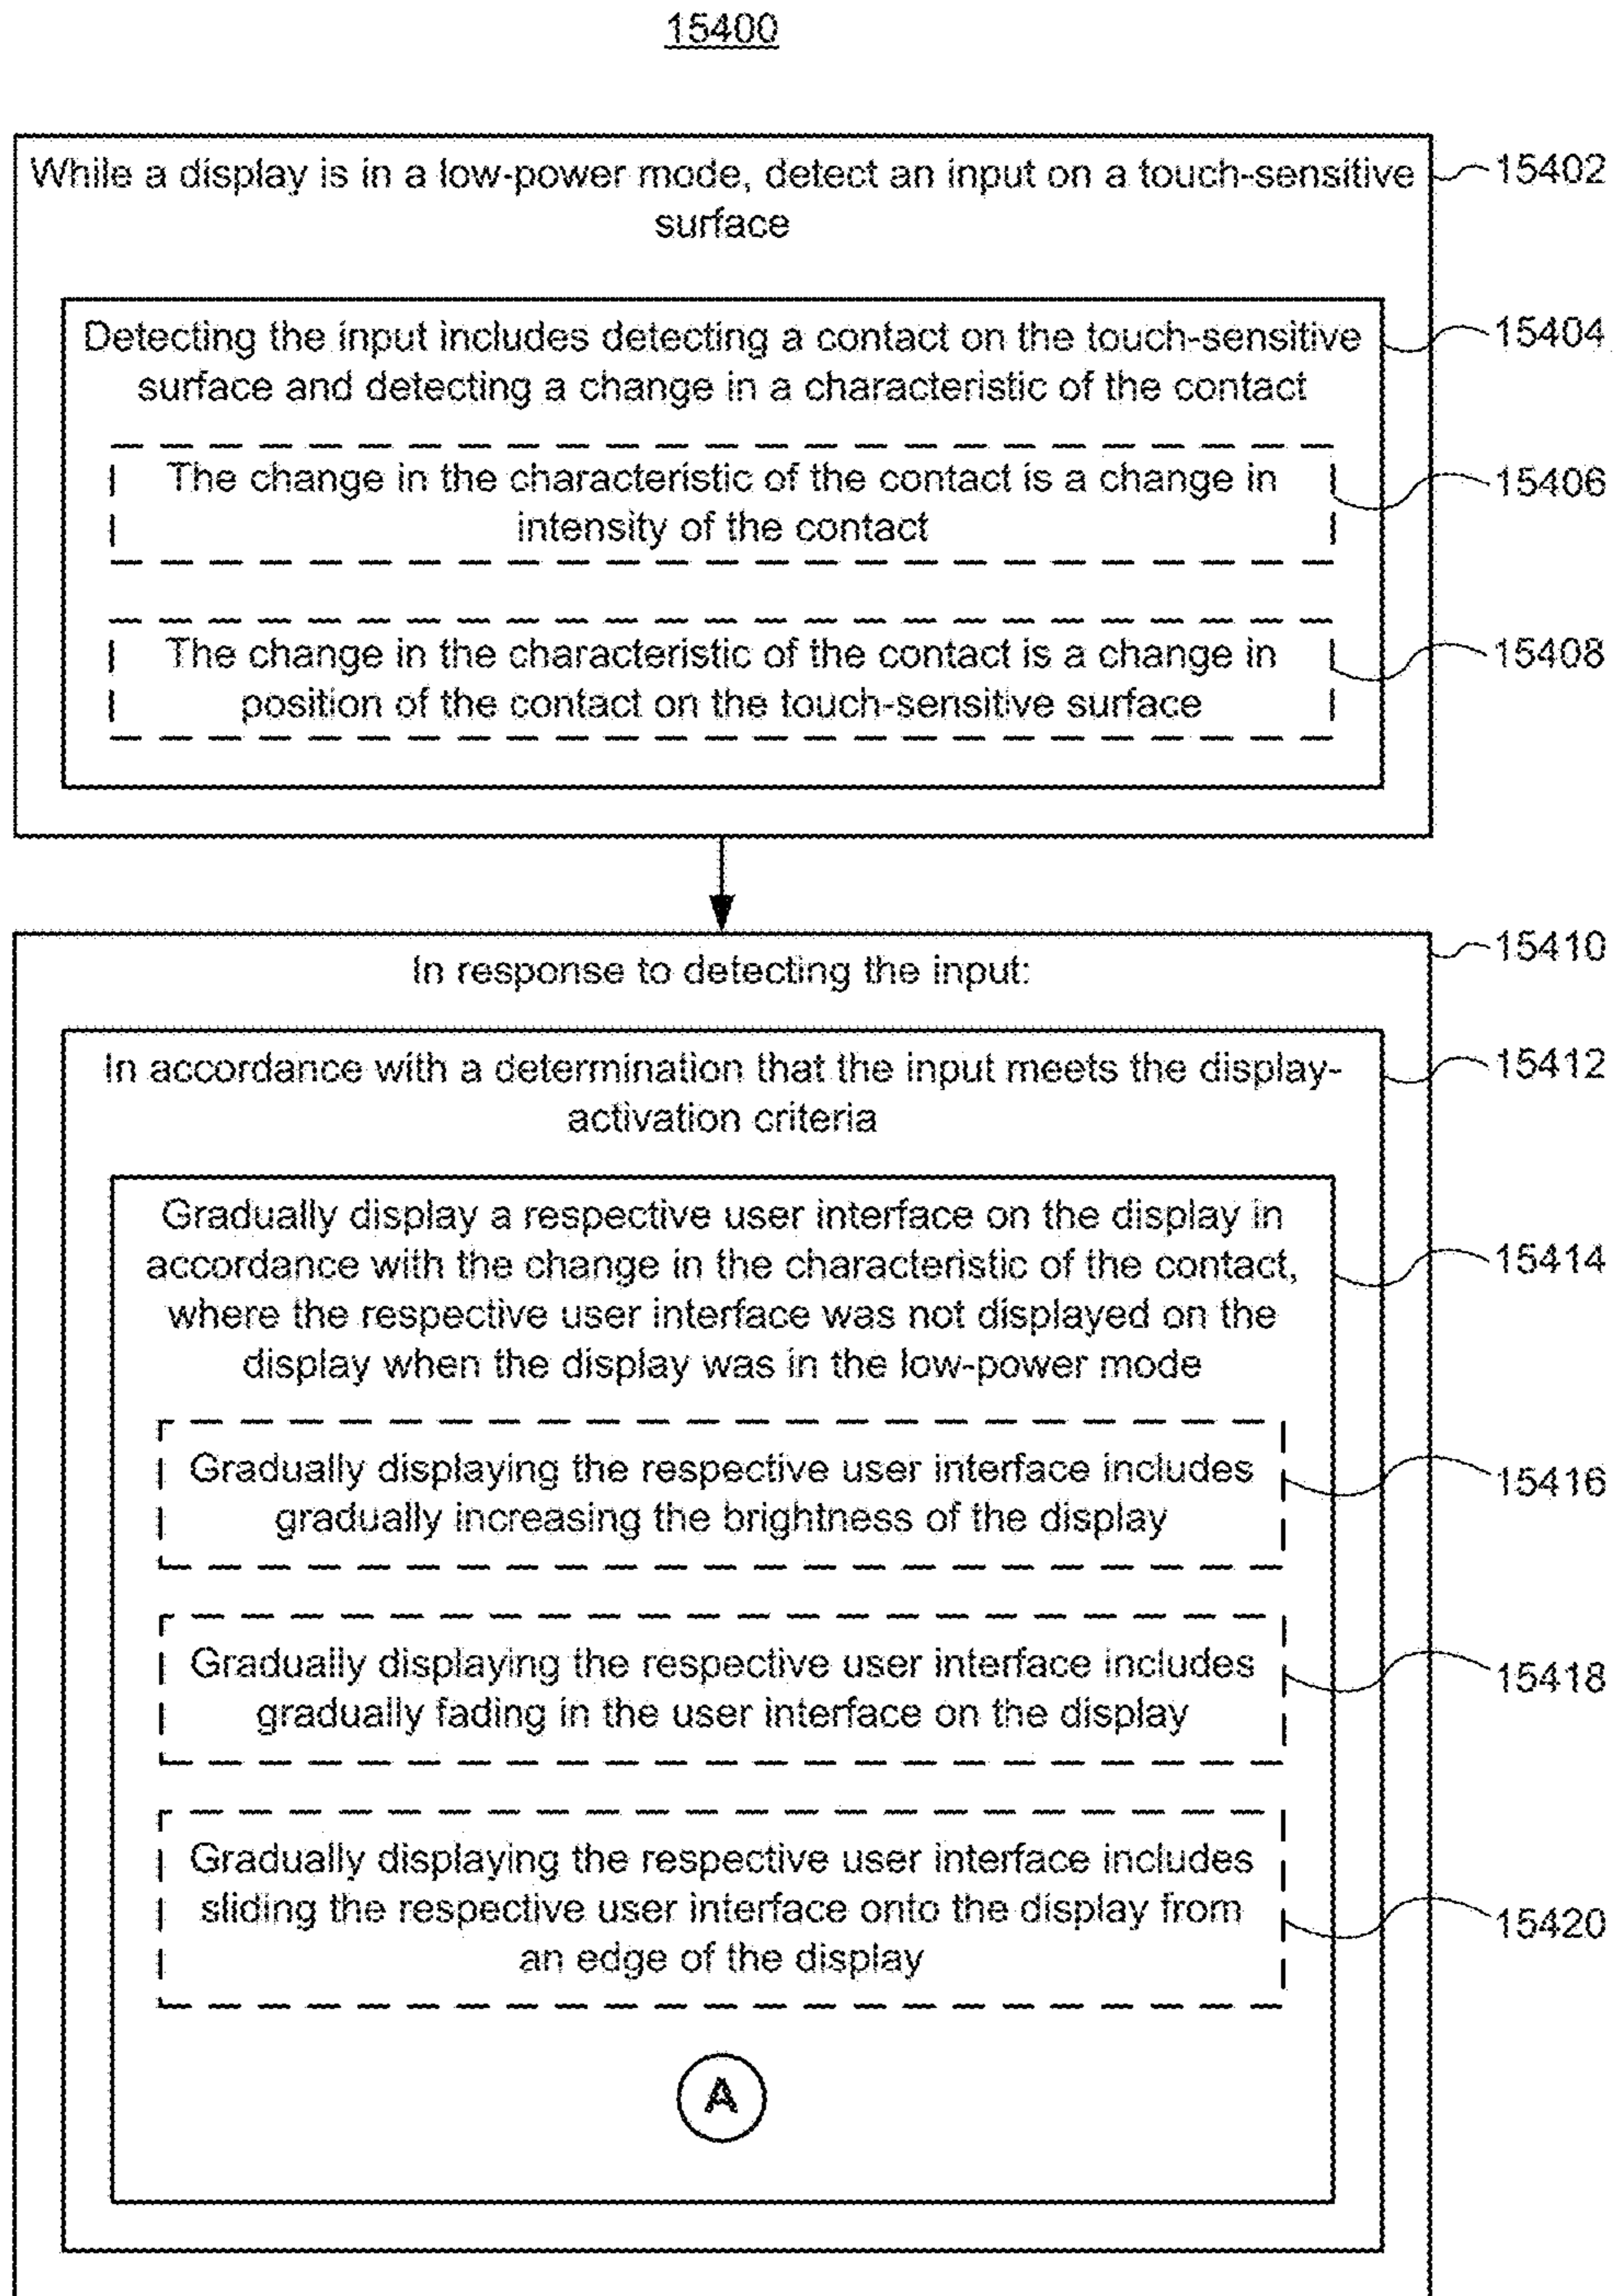 15400
While a display is in a low-power mode, detect an input on a touch-sensitive
surface
15402
Detecting the input includes detecting a contact on the touch-sensitive
surface and detecting a change in a characteristic of the contact
15404
The change in the characteristic of the contact is a change in
intensity of the contact
15406
The change in the characteristic of the contact is a change in
position of the contact on the touch-sensitive surface
15408
In response to detecting the input:
15410
In accordance with a determination that the input meets the display-
activation criteria
15412
Gradually display a respective user interface on the display in
accordance with the change in the characteristic of the contact,
where the respective user interface was not displayed on the
display when the display was in the low-power mode
15414
Gradually displaying the respective user interface includes
gradually increasing the brightness of the display
15416
Gradually displaying the respective user interface includes
gradually fading in the user interface on the display
15418
Gradually displaying the respective user interface includes
sliding the respective user interface onto the display from
an edge of the display
15420
A